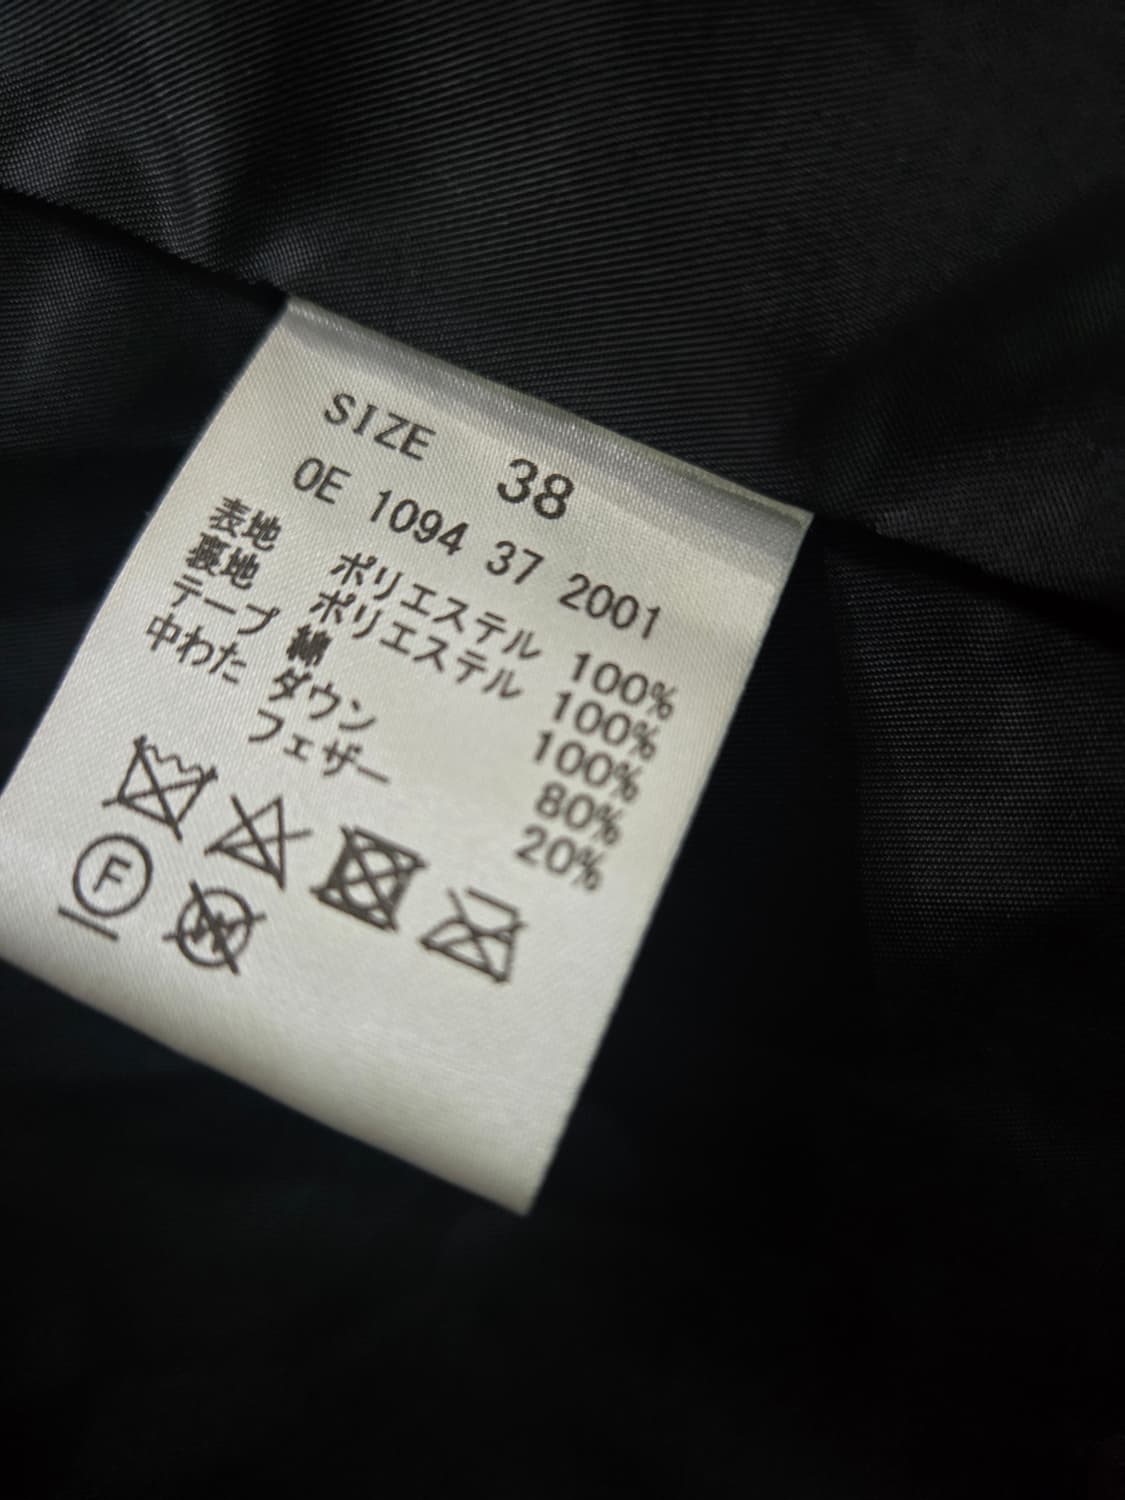 SIZE 38
OE 1094 37 2001
表地 ポリエステル 100%
裏地 ポリエステル 100%
テープ 綿 100%
中わた ダウン 80%
フェザー 20%
F
W